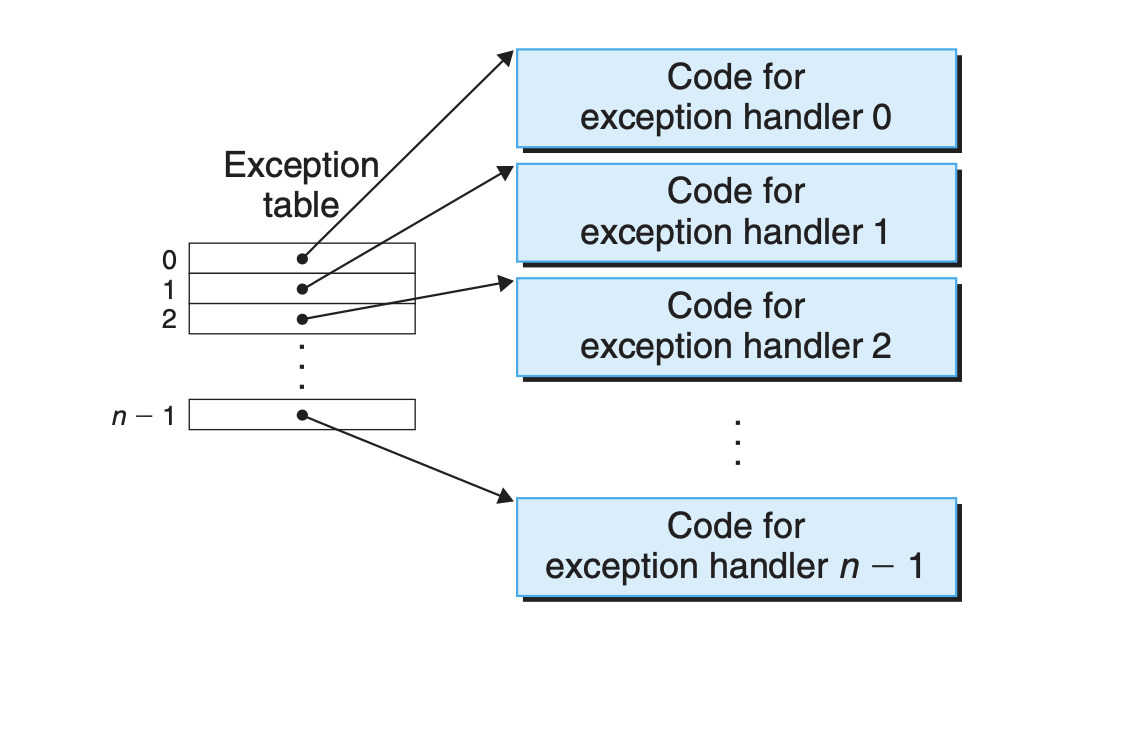 Exception
table
0
1
2
n − 1
Code for
exception handler 0
Code for
exception handler 1
Code for
exception handler 2
Code for
exception handler n − 1